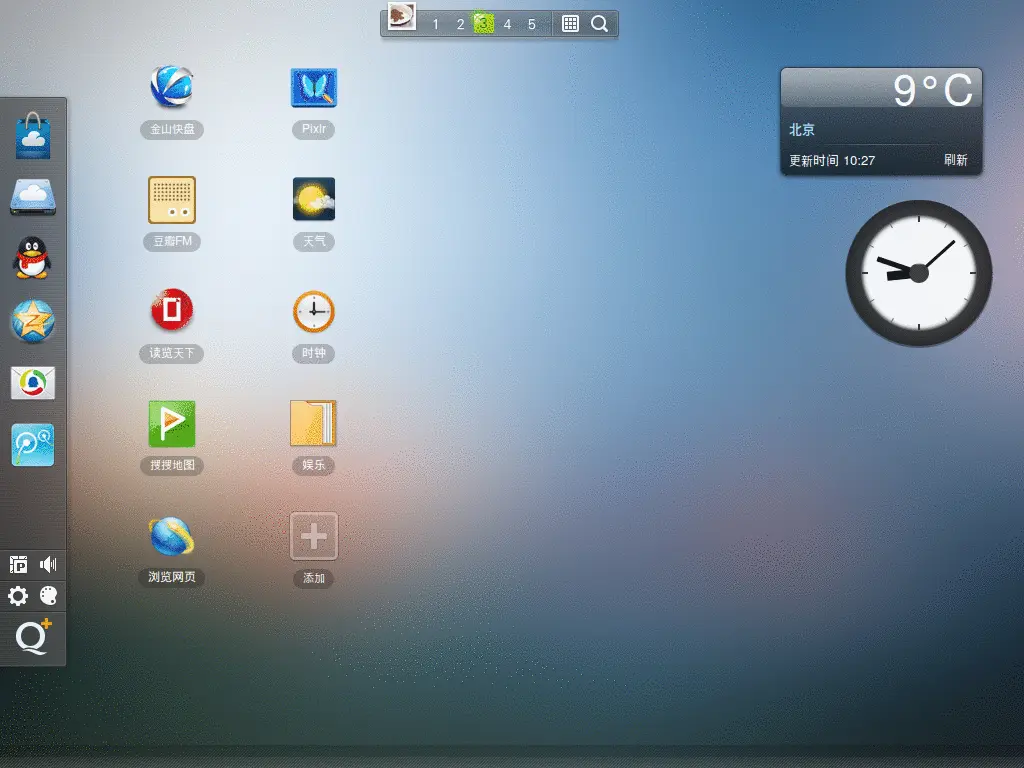 1 2 3 4 5
9°C
北京
更新时间 10:27 刷新
金山快盘
Pixlr
豆瓣FM
天气
读览天下
时钟
搜搜地图
娱乐
浏览网页
添加
Q+